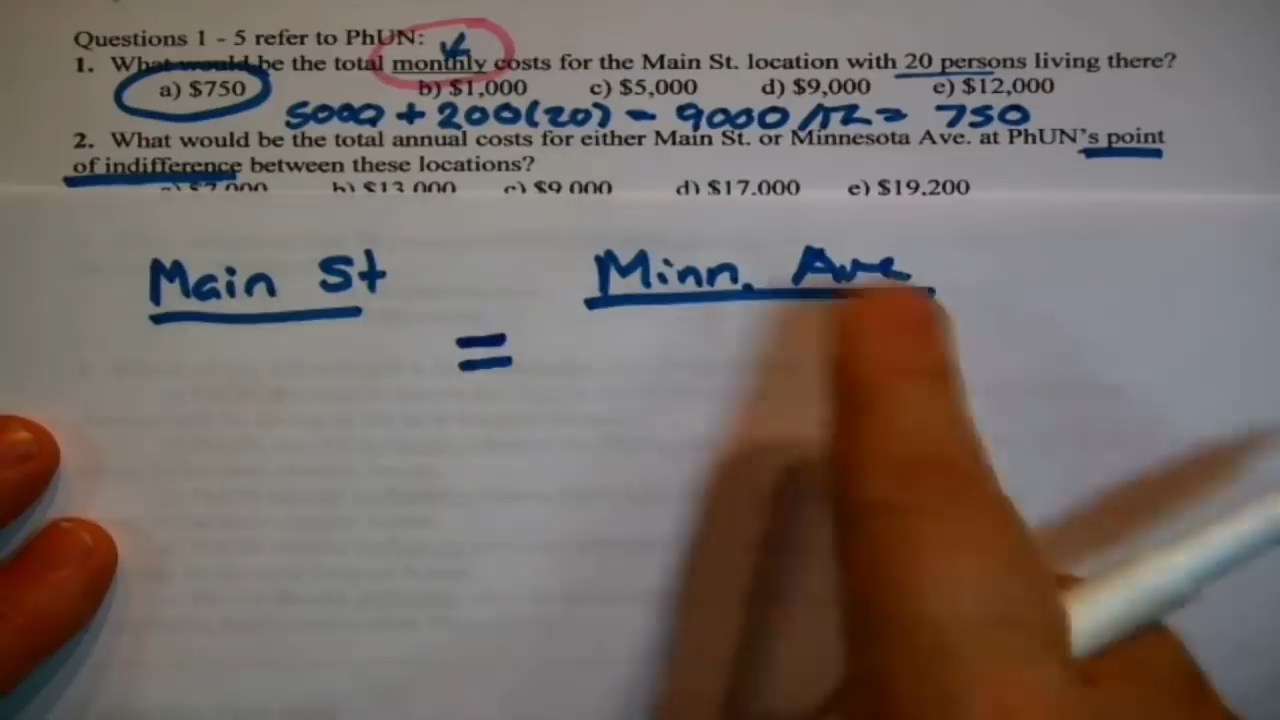 Questions 1 - 5 refer to PhUN:
1. What would be the total monthly costs for the Main St. location with 20 persons living there?
a) $750 b) $1,000 c) $5,000 d) $9,000 e) $12,000
5000 + 200(20) = 9000/12 = 750
2. What would be the total annual costs for either Main St. or Minnesota Ave. at PhUN's point
of indifference between these locations?
a) $7,000 b) $13,000 c) $9,000 d) $17,000 e) $19,200
Main St Minn. Ave
=